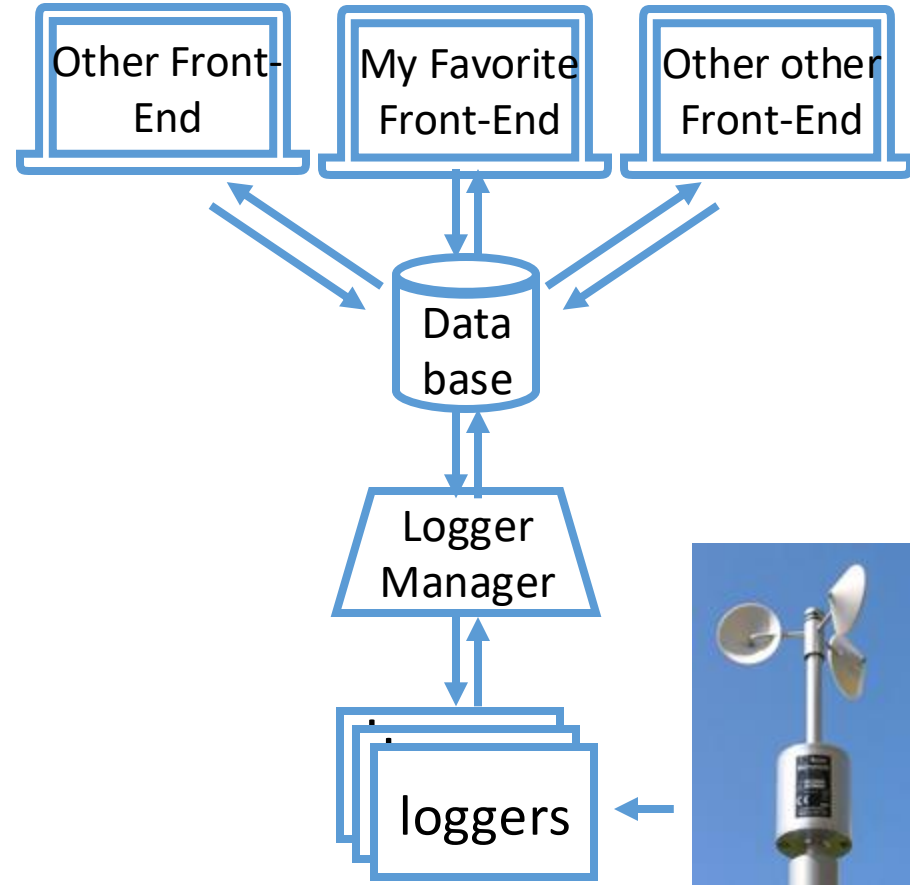 Other Front-
End
My Favorite
Front-End
Other other
Front-End
Data
base
Logger
Manager
loggers